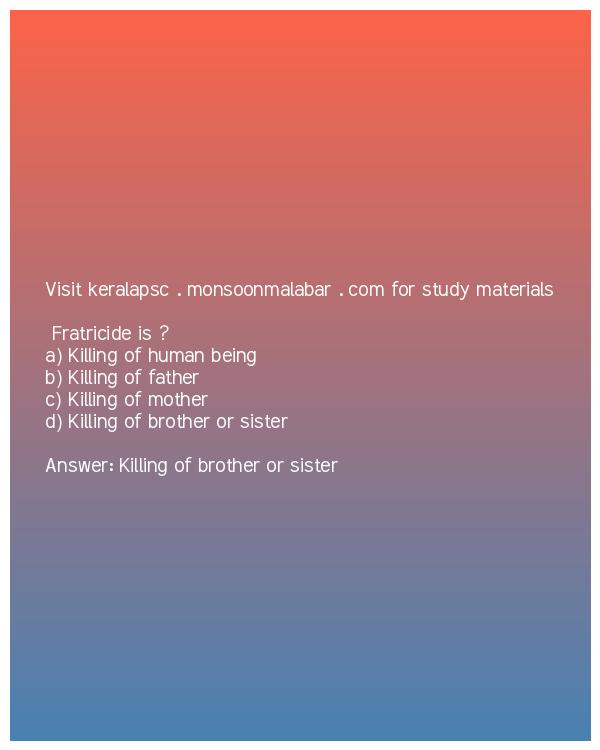 Visit keralapsc . monsoonmalabar . com for study materials
Fratricide is ?
a) Killing of human being
b) Killing of father
c) Killing of mother
d) Killing of brother or sister
Answer: Killing of brother or sister